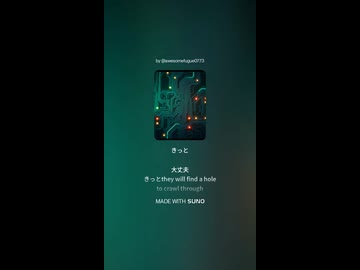 by @awesomefugue0773
きっと
大丈夫
きっとthey will find a hole
to crawl through
MADE WITH SUNO